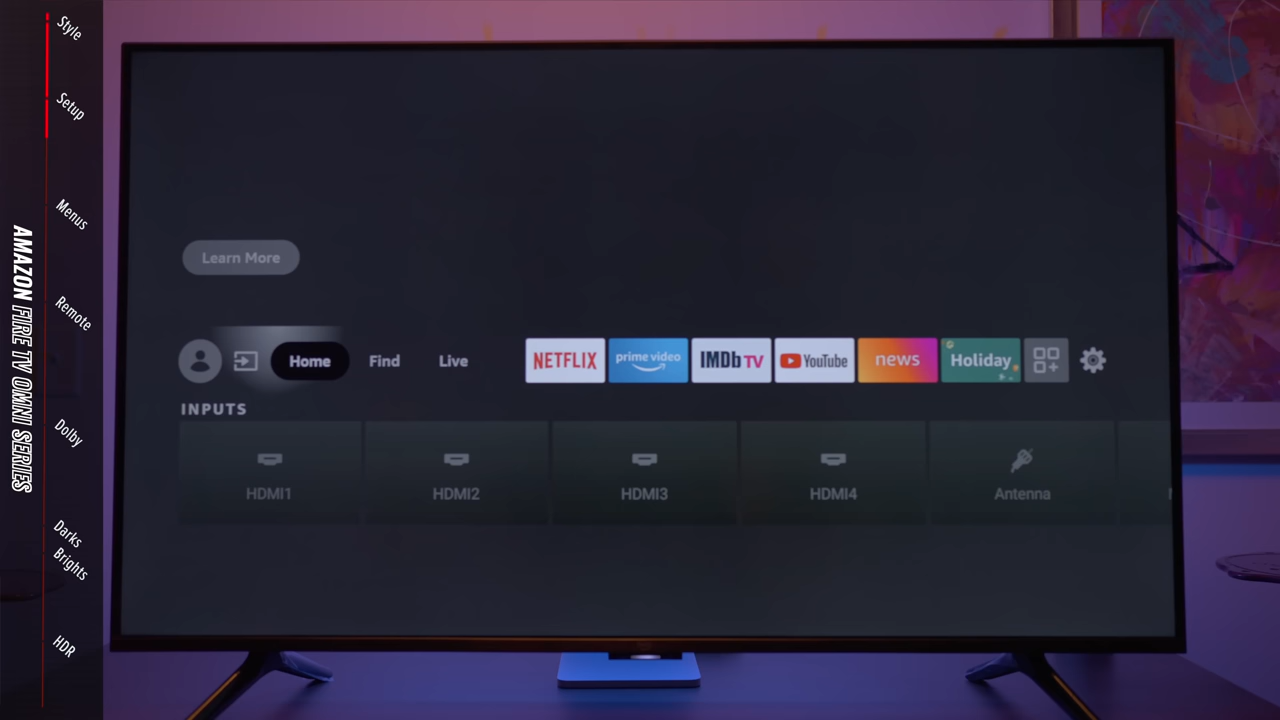 Style
Setup
Menus
Remote
Dolby
Darks
Brights
HDR
AMAZON FIRE TV OMNI SERIES
Learn More
Home
Find
Live
NETFLIX
prime video
IMDb TV
YouTube
news
Holiday
INPUTS
HDMI1
HDMI2
HDMI3
HDMI4
Antenna